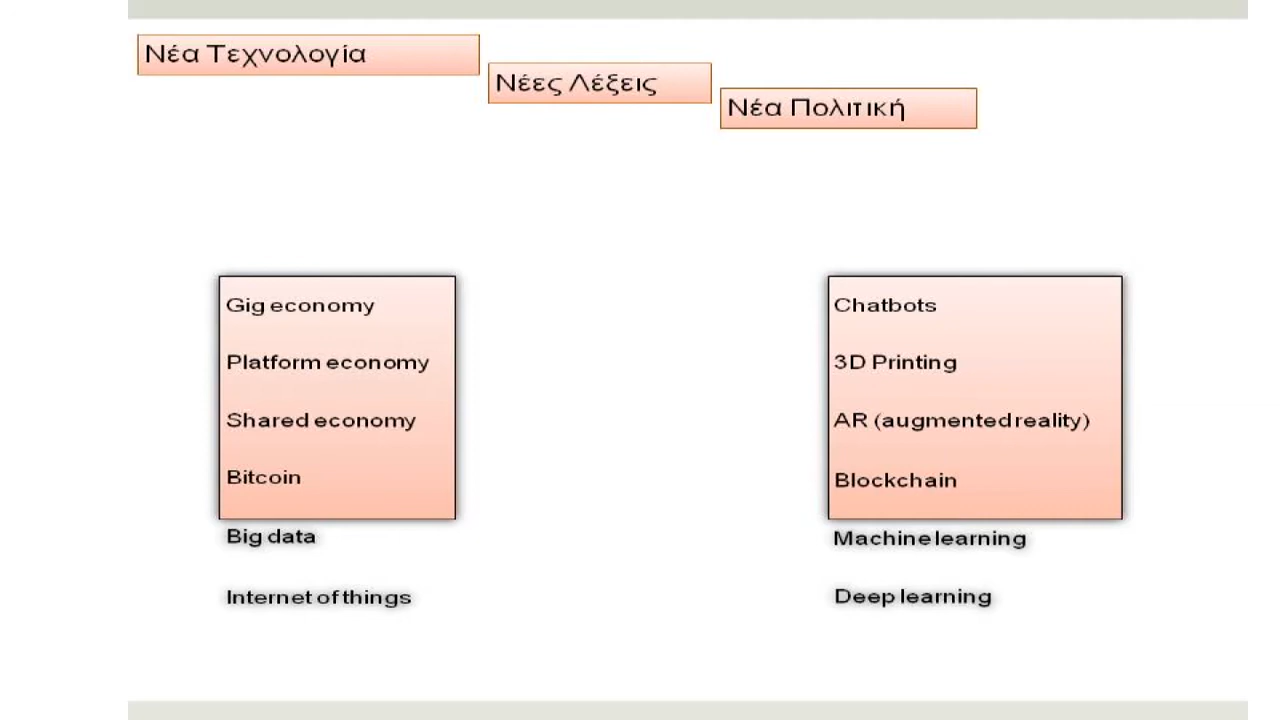 Νέα Τεχνολογία
Νέες Λέξεις
Νέα Πολιτική
Gig economy
Platform economy
Shared economy
Bitcoin
Big data
Internet of things
Chatbots
3D Printing
AR (augmented reality)
Blockchain
Machine learning
Deep learning